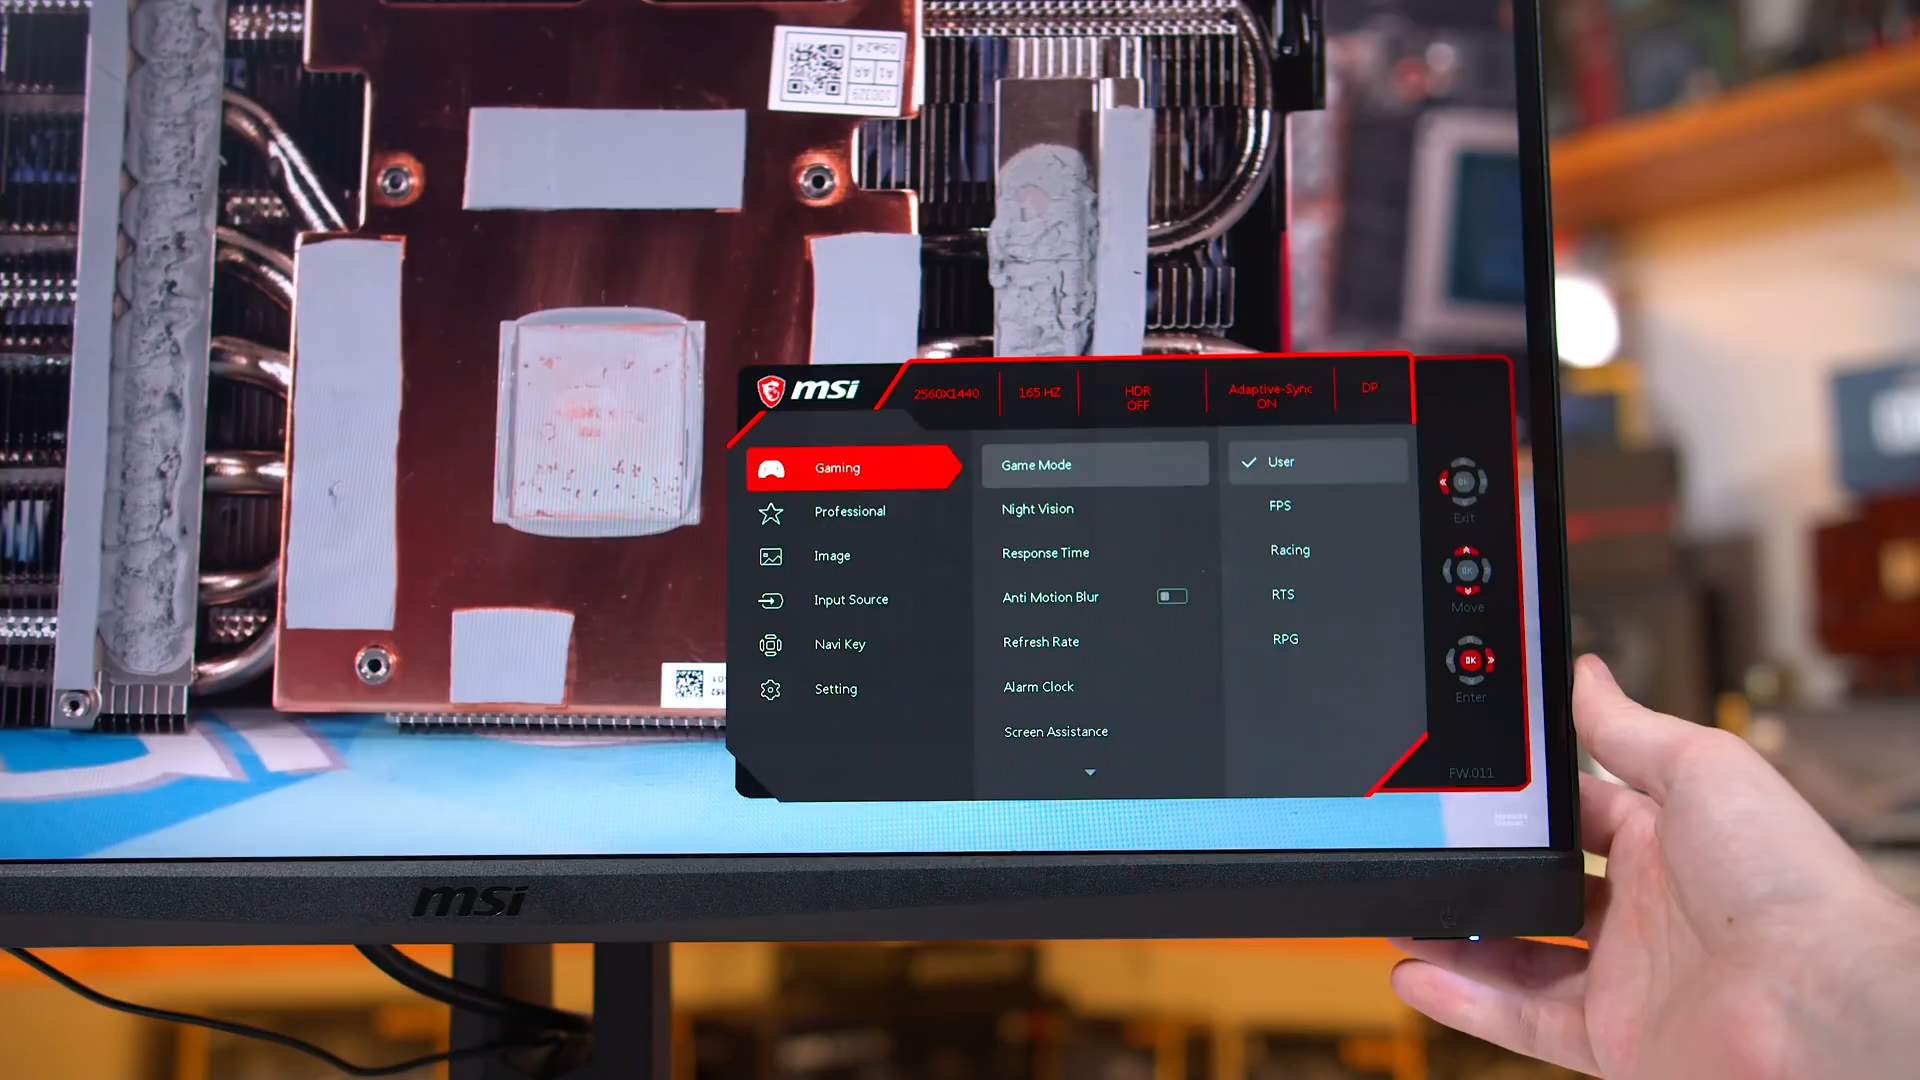 msi
2560X1440
165 HZ
HDR
OFF
Adaptive-Sync
ON
DP
Gaming
Professional
Image
Input Source
Navi Key
Setting
Game Mode
Night Vision
Response Time
Anti Motion Blur
Refresh Rate
Alarm Clock
Screen Assistance
User
FPS
Racing
RTS
RPG
OK
Exit
OK
Move
OK
Enter
FW.011
msi